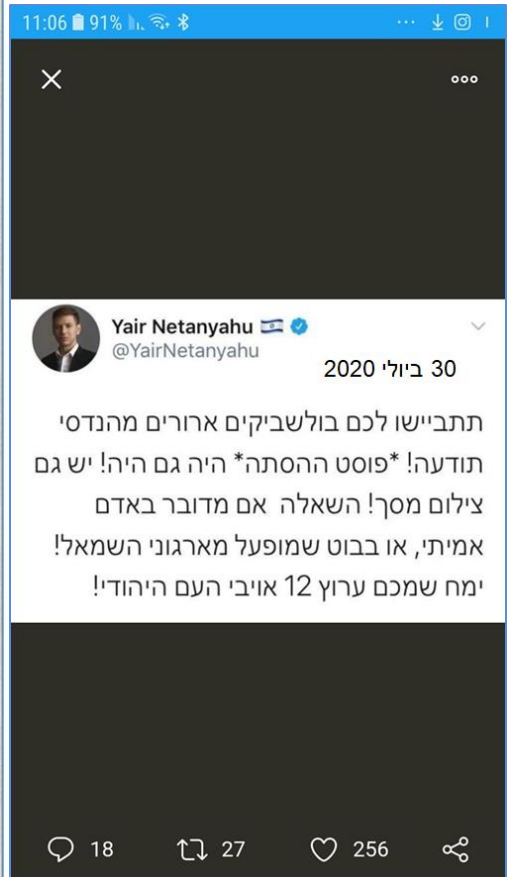 11:06 91%
Yair Netanyahu
@YairNetanyahu
30 ביולי 2020
תתביישו לכם בולשביקים ארורים מהנדסי
תודעה! *פוסט ההסתה* היה גם היה! יש גם
צילום מסך! השאלה אם מדובר באדם
אמיתי, או בבוט שמופעל מארגוני השמאל!
ימח שמכם ערוץ 12 אויבי העם היהודי!
18 27 256